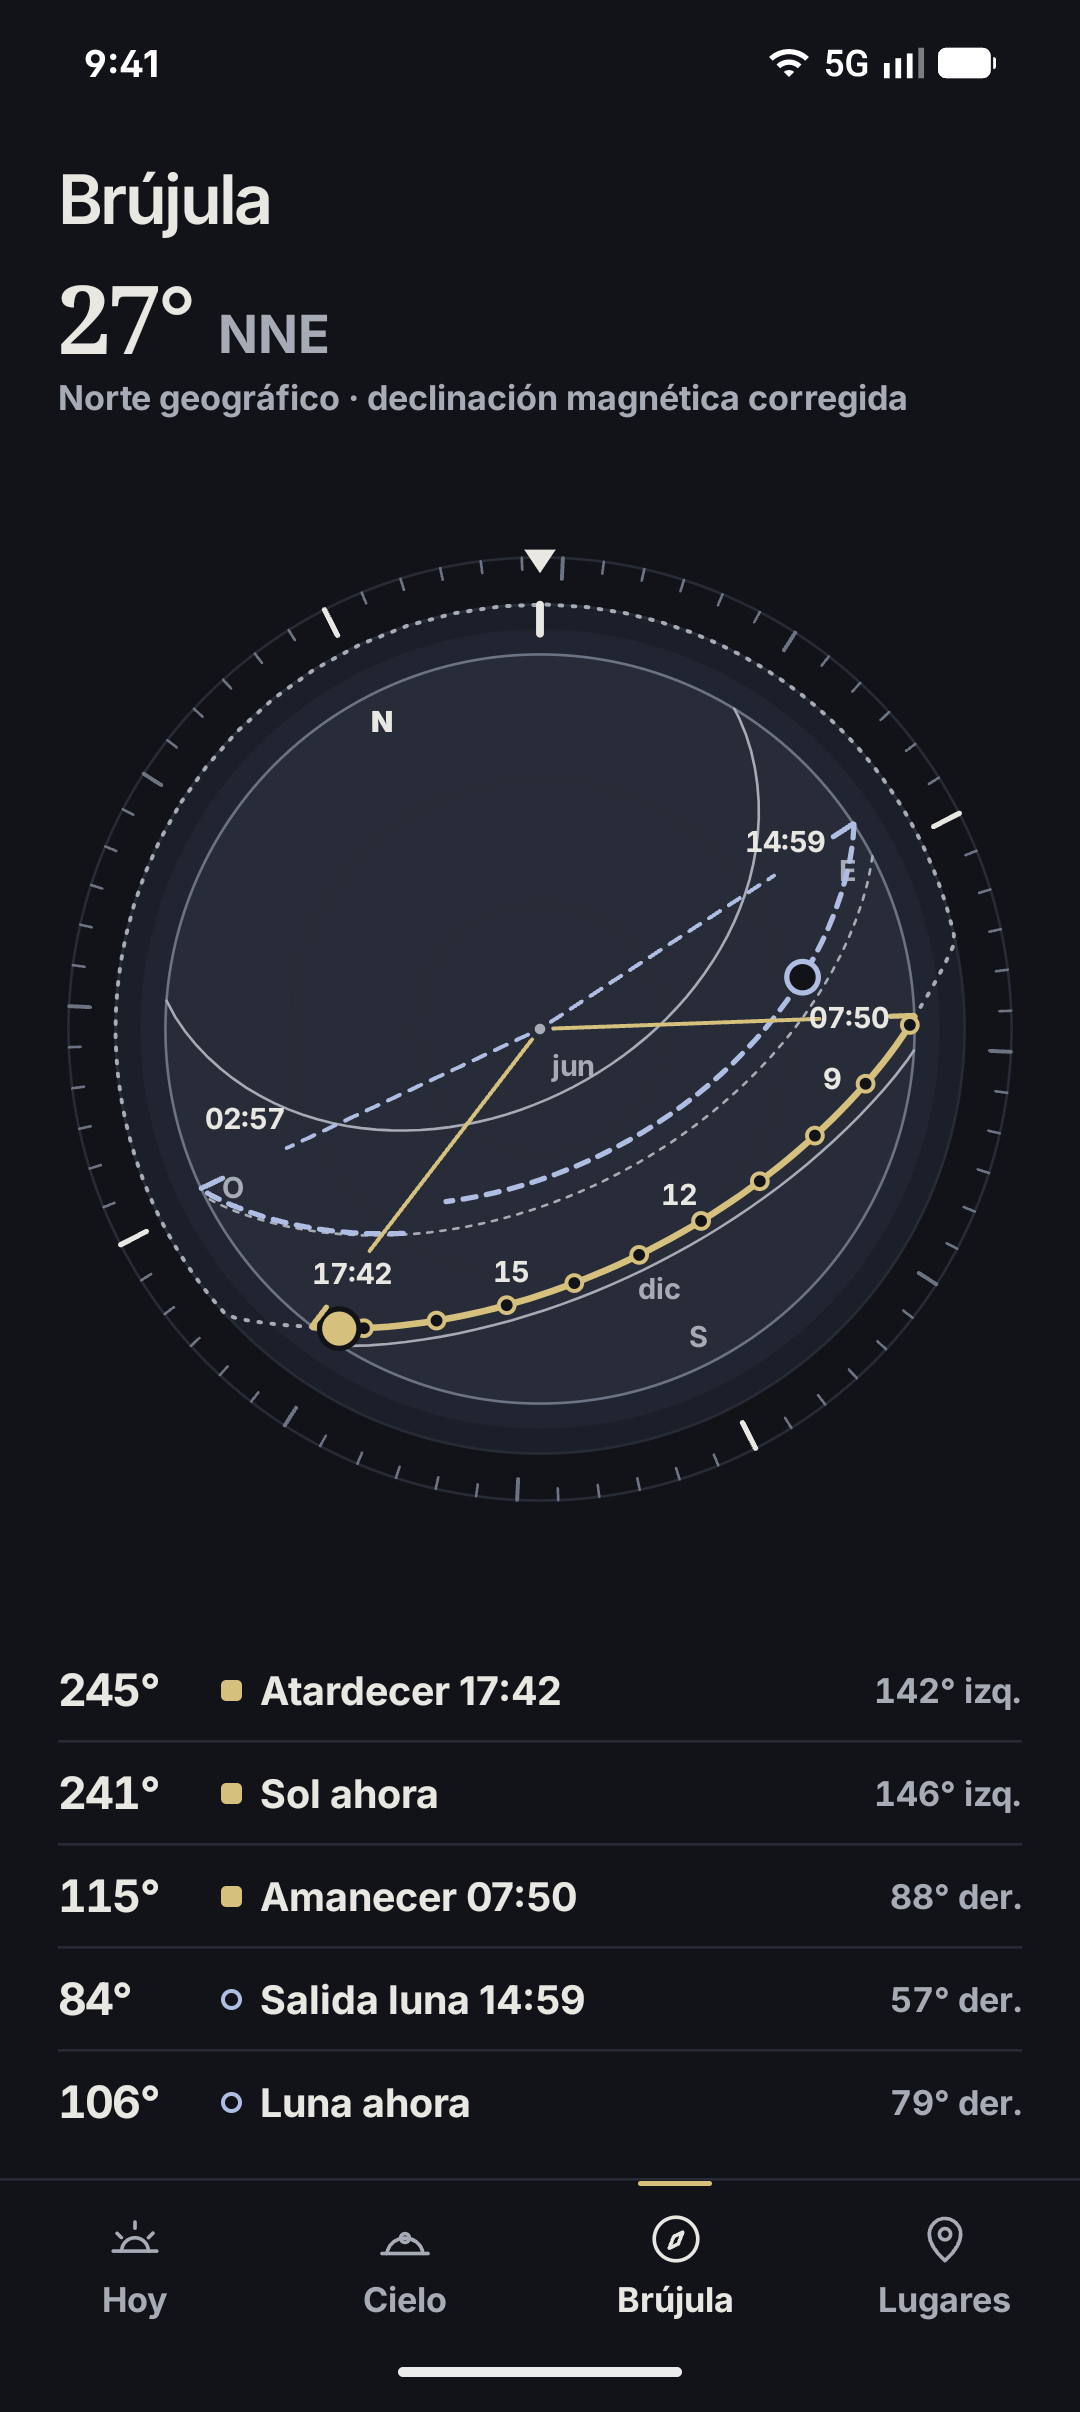 9:41
5G
Brújula
27° NNE
Norte geográfico · declinación magnética corregida
N
14:59
E
07:50
jun
9
02:57
O
12
17:42
15
dic
S
245° Atardecer 17:42 142° izq.
241° Sol ahora 146° izq.
115° Amanecer 07:50 88° der.
84° Salida luna 14:59 57° der.
106° Luna ahora 79° der.
Hoy Cielo Brújula Lugares